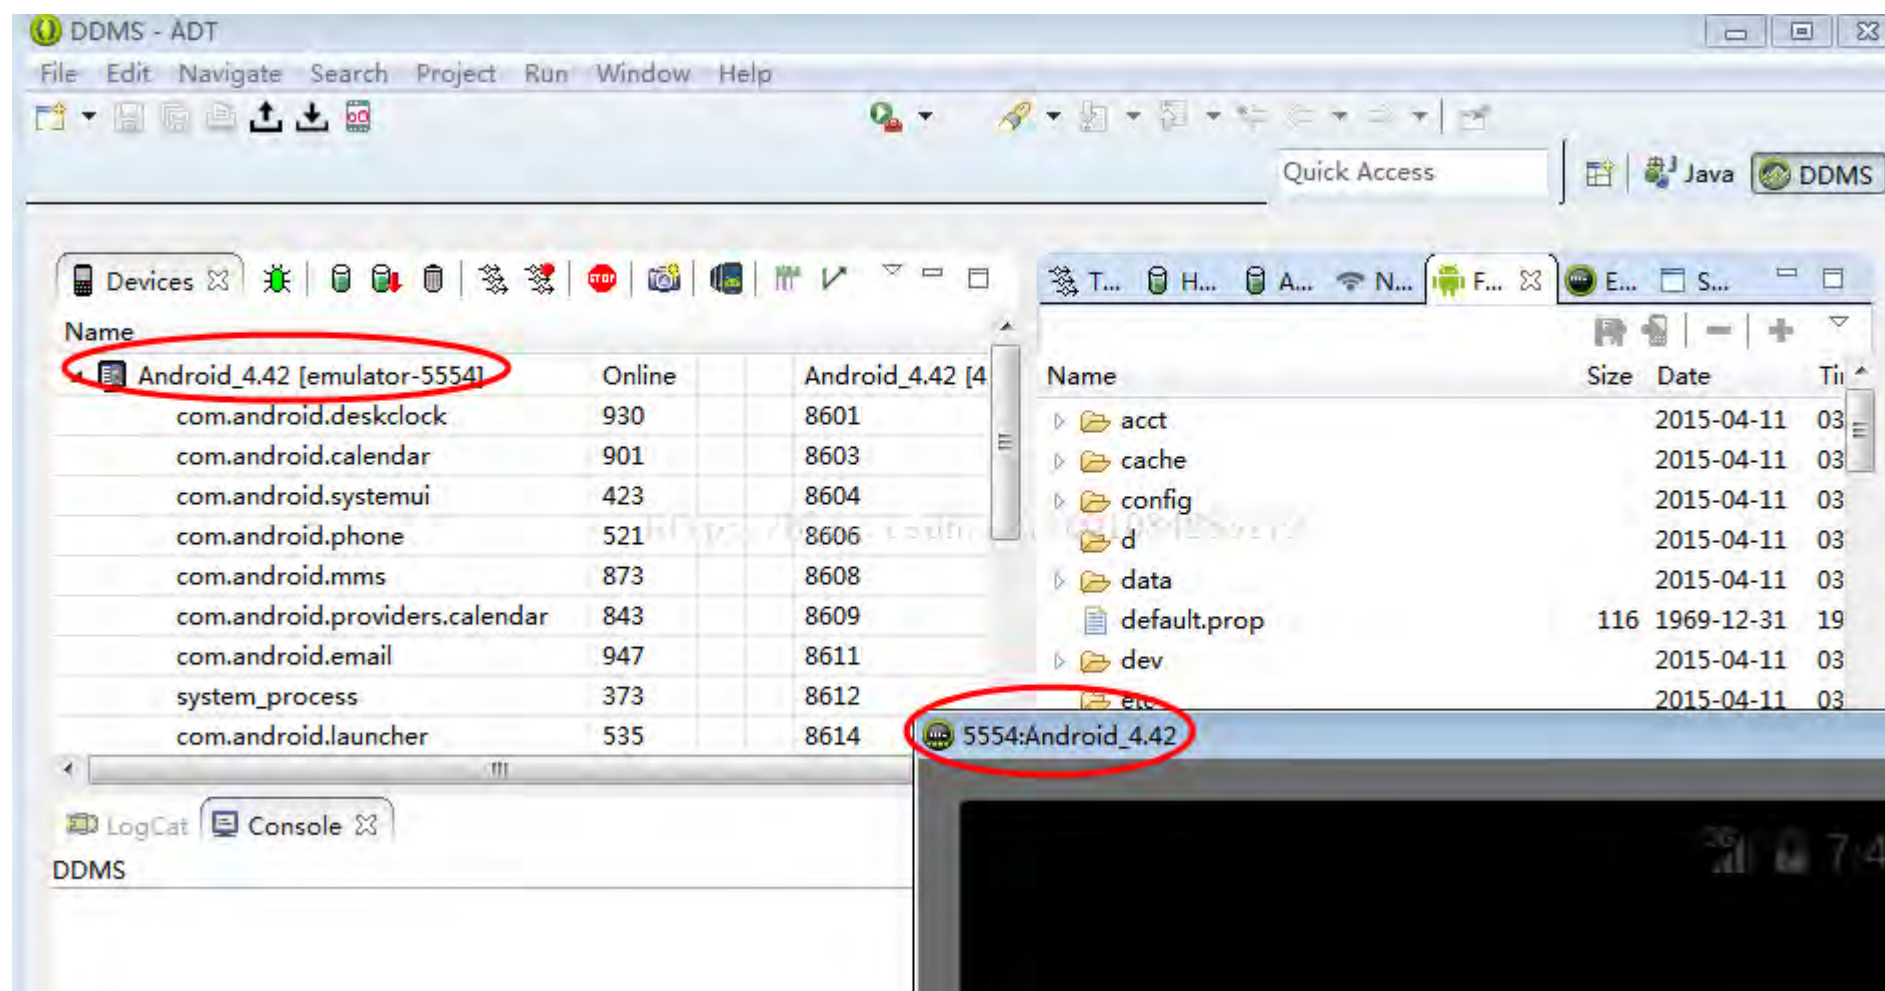 DDMS - ADT
File Edit Navigate Search Project Run Window Help
Quick Access
Java DDMS
Devices
T... H... A... N... F... E... S...
Name
Android_4.42 [emulator-5554] Online Android_4.42 [4
com.android.deskclock 930 8601
com.android.calendar 901 8603
com.android.systemui 423 8604
com.android.phone 521 8606
com.android.mms 873 8608
com.android.providers.calendar 843 8609
com.android.email 947 8611
system_process 373 8612
com.android.launcher 535 8614
Name Size Date
acct 2015-04-11 03
cache 2015-04-11 03
config 2015-04-11 03
d 2015-04-11 03
data 2015-04-11 03
default.prop 116 1969-12-31 19
dev 2015-04-11 03
etc 2015-04-11 03
5554:Android_4.42
3G 7:4
LogCat Console
DDMS